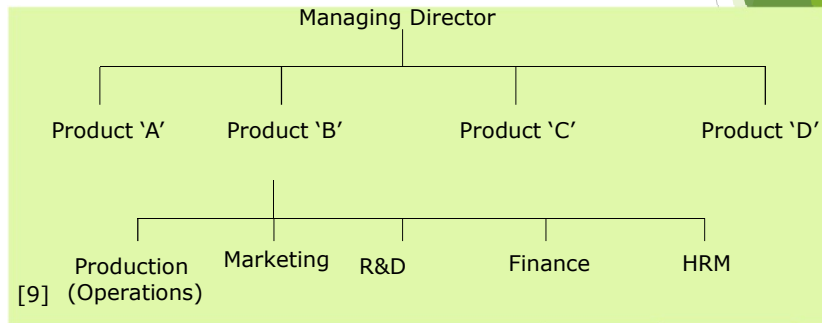 Managing Director
Product ‘A’ Product ‘B’ Product ‘C’ Product ‘D’
Production Marketing R&D Finance HRM
[9] (Operations)